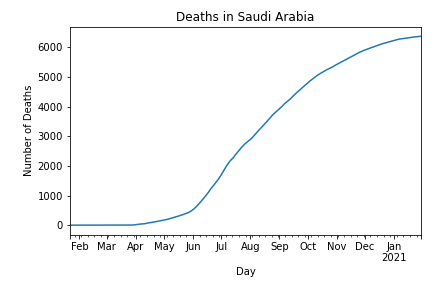 Deaths in Saudi Arabia
Number of Deaths
6000
5000
4000
3000
2000
1000
0
Feb Mar Apr May Jun Jul Aug Sep Oct Nov Dec Jan
2021
Day